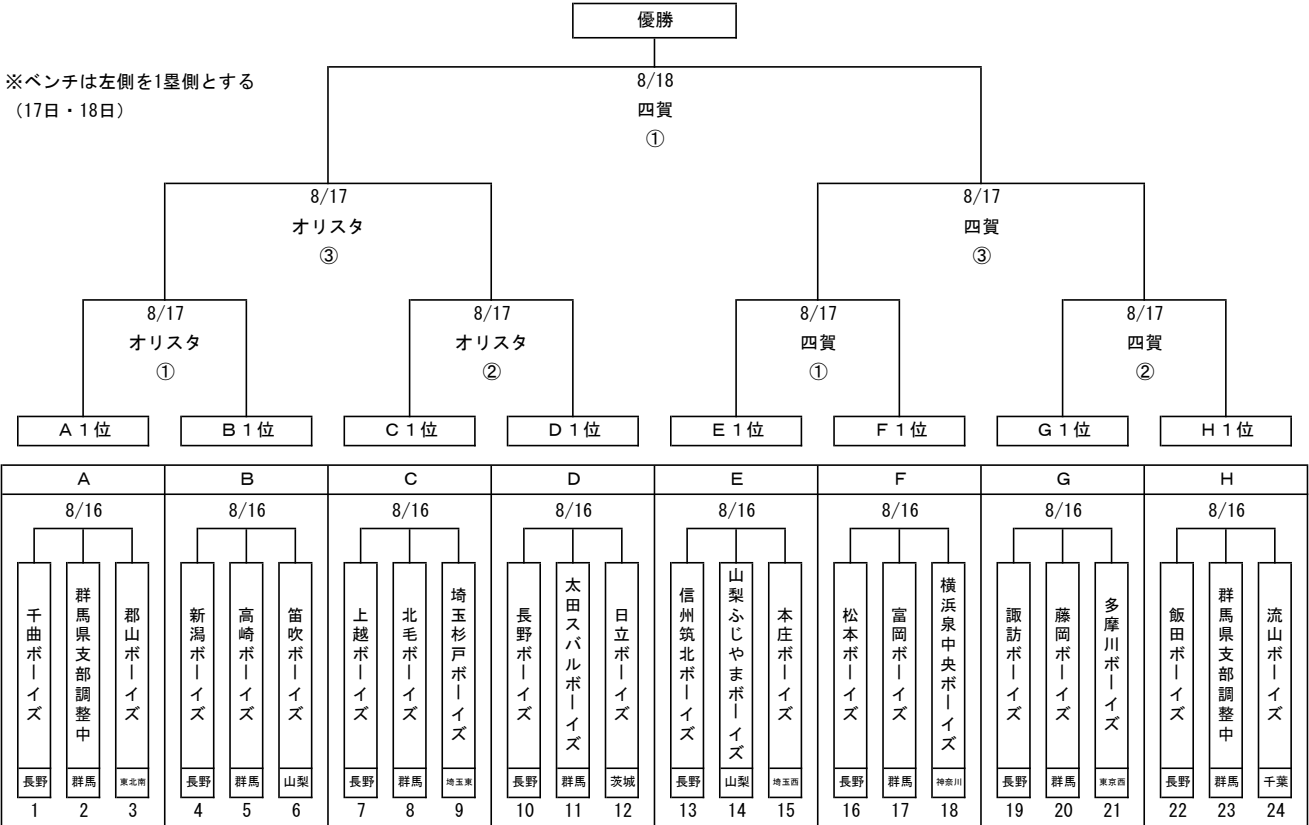 優勝
※ベンチは左側を1塁側とする
（17日・18日）
8/18
四賀
①
8/17
オリスタ
③
8/17
四賀
③
8/17
オリスタ
①
8/17
オリスタ
②
8/17
四賀
①
8/17
四賀
②
A１位
B１位
C１位
D１位
E１位
F１位
G１位
H１位
A
B
C
D
E
F
G
H
8/16
8/16
8/16
8/16
8/16
8/16
8/16
8/16
千曲ボーイズ
群馬県支部調整中
郡山ボーイズ
新潟ボーイズ
高崎ボーイズ
笛吹ボーイズ
上越ボーイズ
北毛ボーイズ
埼玉杉戸ボーイズ
長野ボーイズ
太田スバルボーイズ
日立ボーイズ
信州筑北ボーイズ
山梨ふじやまボーイズ
本庄ボーイズ
松本ボーイズ
富岡ボーイズ
横浜泉中央ボーイズ
諏訪ボーイズ
藤岡ボーイズ
多摩川ボーイズ
飯田ボーイズ
群馬県支部調整中
流山ボーイズ
長野
群馬
東北南
長野
群馬
山梨
長野
群馬
埼玉東
長野
群馬
茨城
長野
山梨
埼玉西
長野
群馬
神奈川
長野
群馬
東京西
長野
群馬
千葉
1
2
3
4
5
6
7
8
9
10
11
12
13
14
15
16
17
18
19
20
21
22
23
24